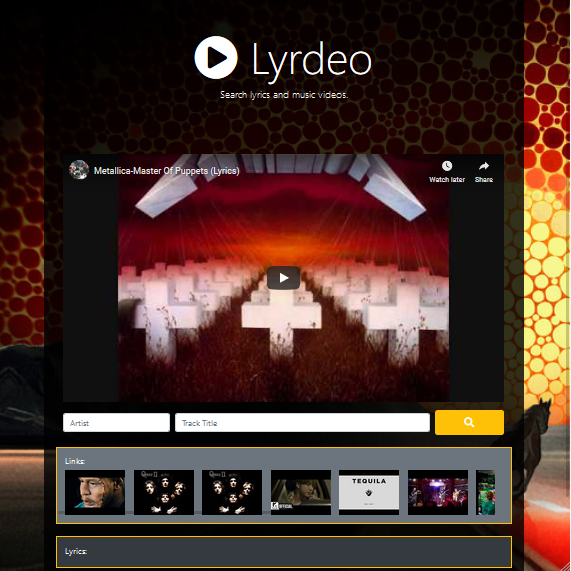 Lyrdeo
Search lyrics and music videos.
Metallica-Master Of Puppets (Lyrics)
Watch later
Share
Artist
Track Title
Links:
OFFICIAL
TEQUILA
Lyrics: